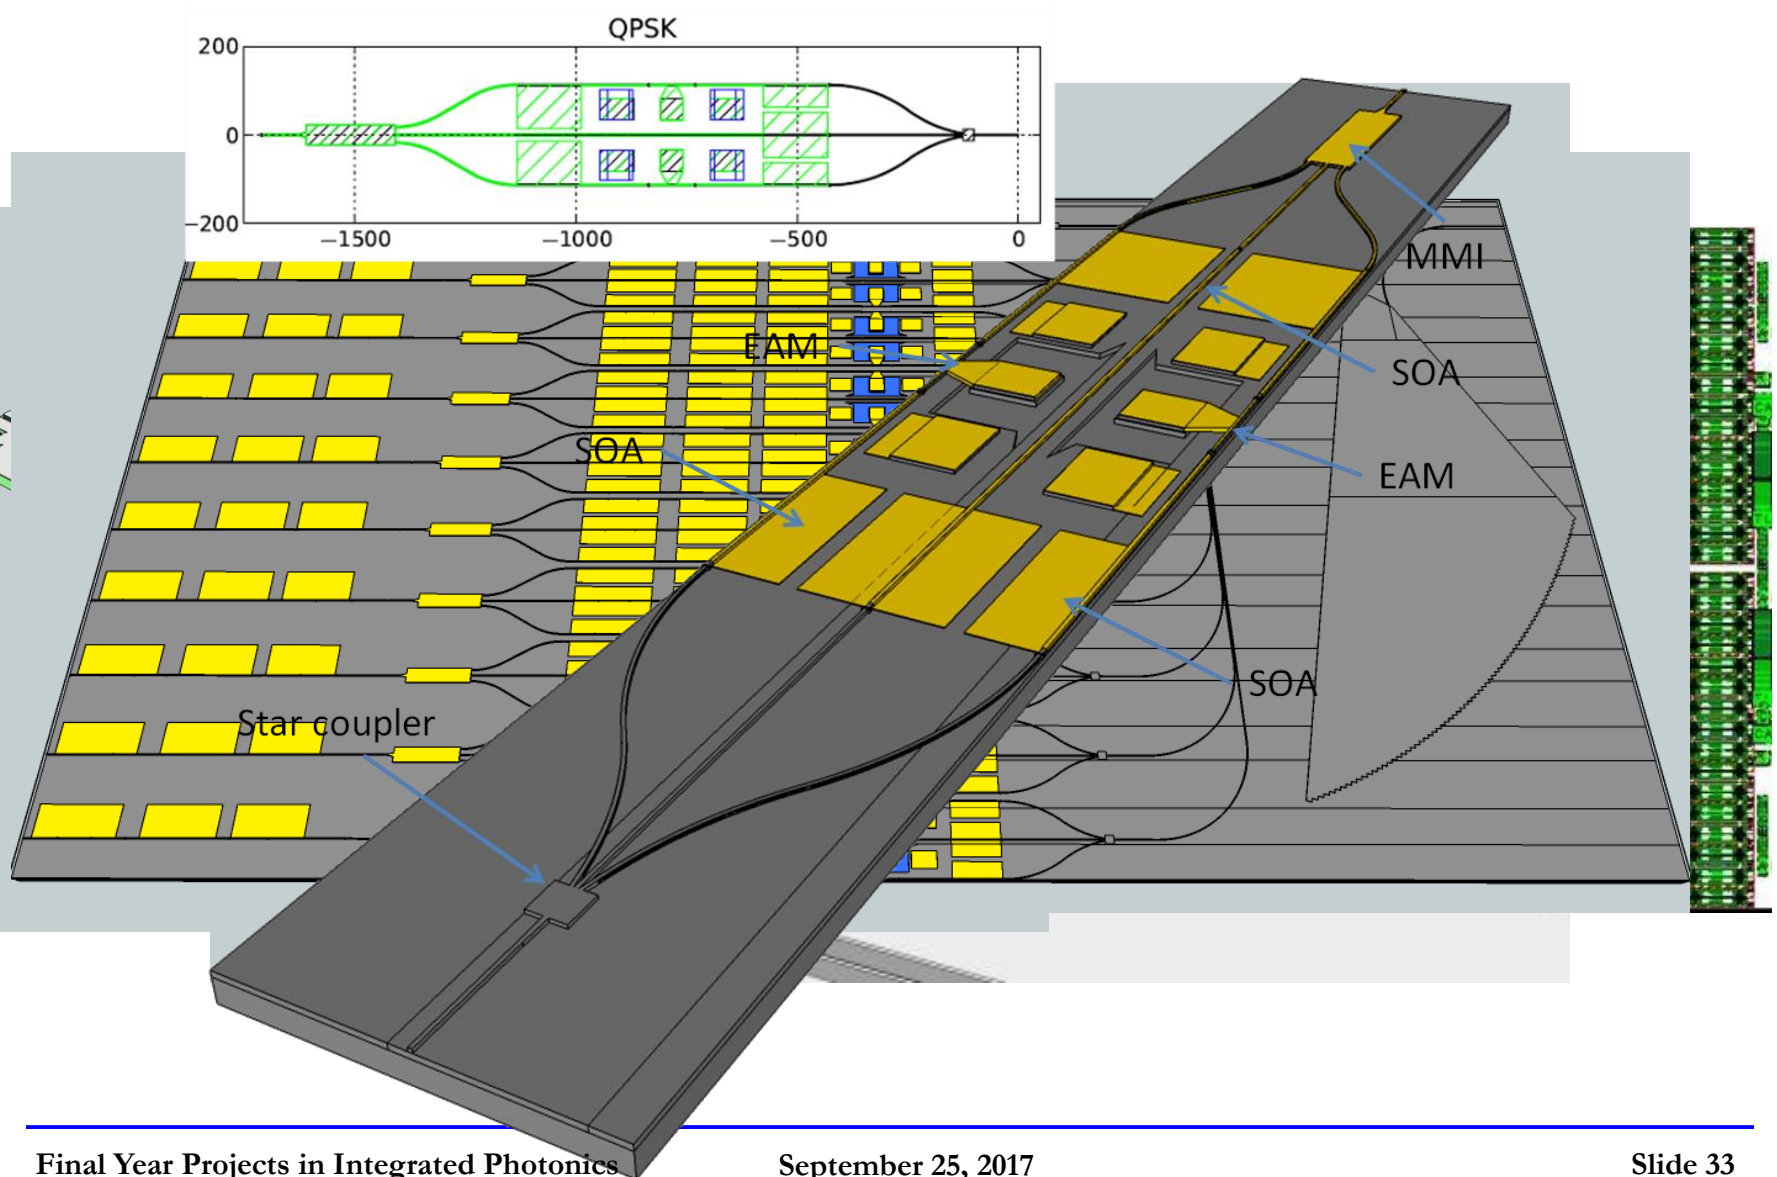 QPSK
200
0
−200
−1500
−1000
−500
0
MMI
EAM
SOA
SOA
EAM
SOA
Star coupler
Final Year Projects in Integrated Photonics
September 25, 2017
Slide 33